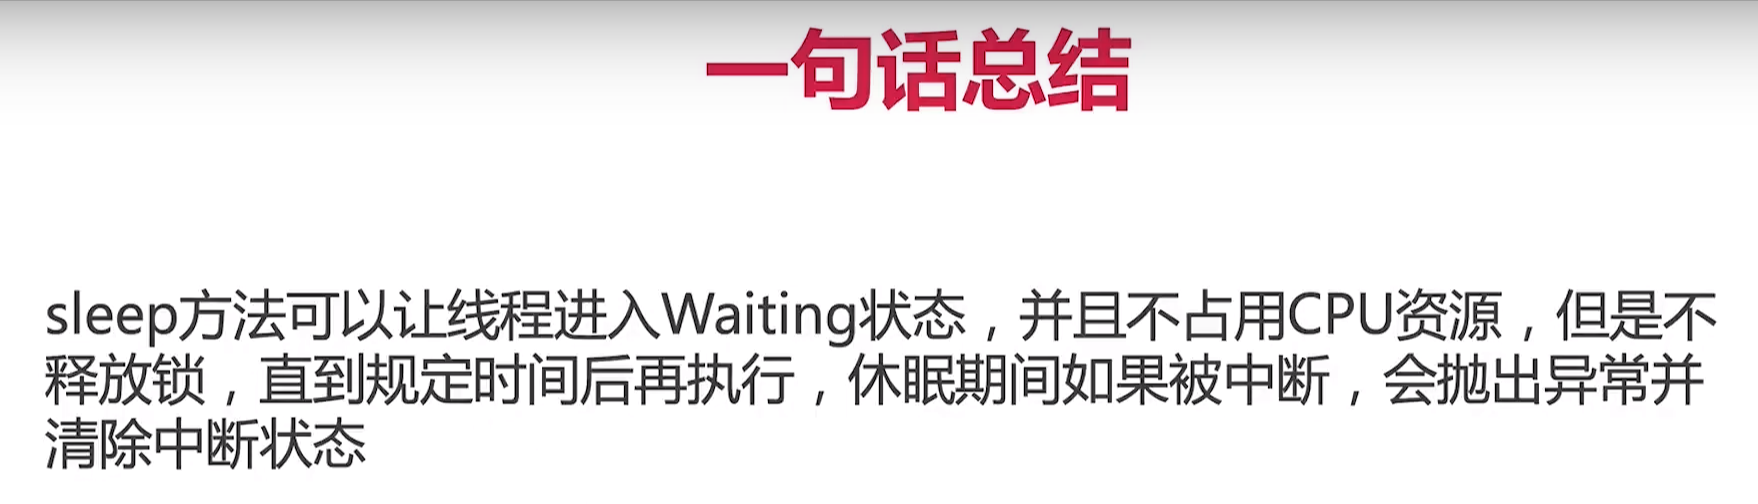 一句话总结
sleep方法可以让线程进入Waiting状态，并且不占用CPU资源，但是不
释放锁，直到规定时间后再执行，休眠期间如果被中断，会抛出异常并
清除中断状态